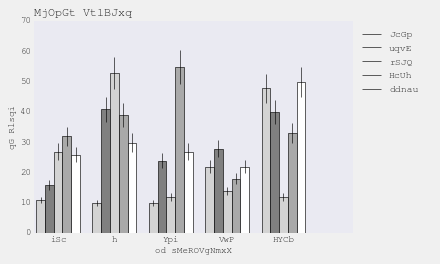 MjOpGt VtlBJxq
70
60
50
40
30
20
10
0
qG Rlsqi
iSc h Ypi VwP HYCb
od sMeROVgNmxX
JcGp
uqvE
rSJQ
HcUh
ddnau